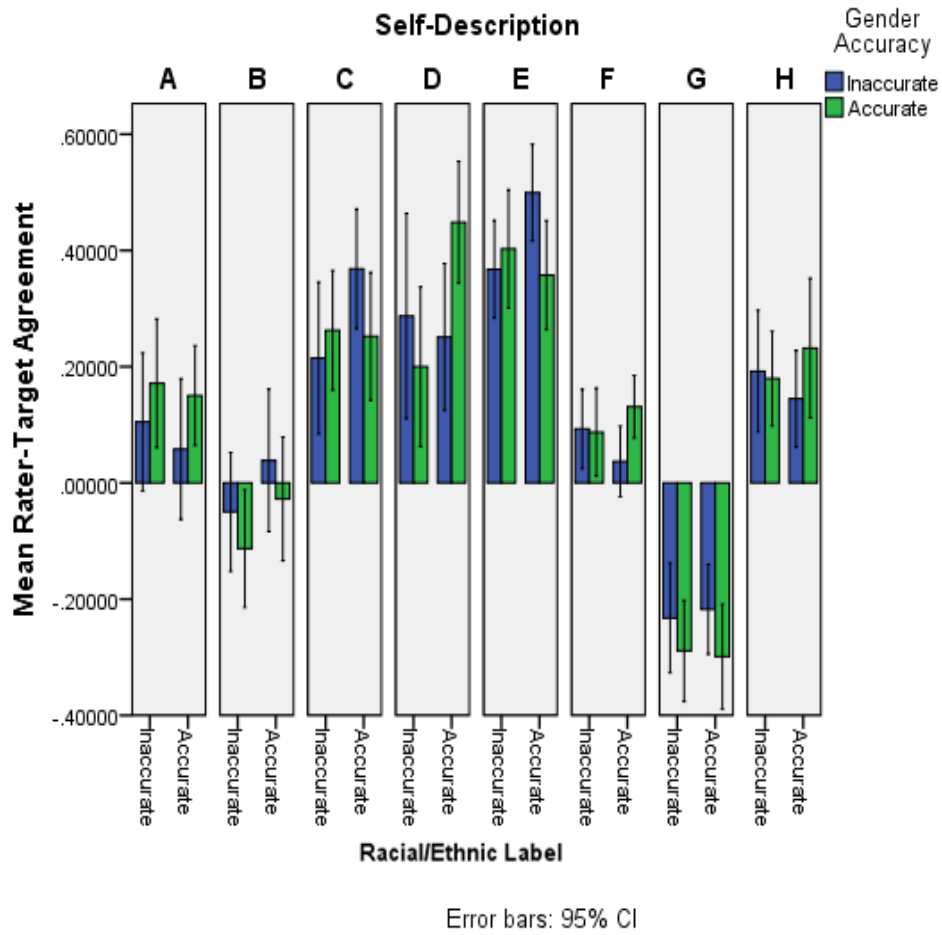 Self-Description
Gender
Accuracy
Inaccurate
Accurate
A B C D E F G H
.60000
.40000
.20000
.00000
-.20000
-.40000
Mean Rater-Target Agreement
Inaccurate Accurate Inaccurate Accurate Inaccurate Accurate Inaccurate Accurate Inaccurate Accurate Inaccurate Accurate Inaccurate Accurate Inaccurate Accurate
Racial/Ethnic Label
Error bars: 95% CI